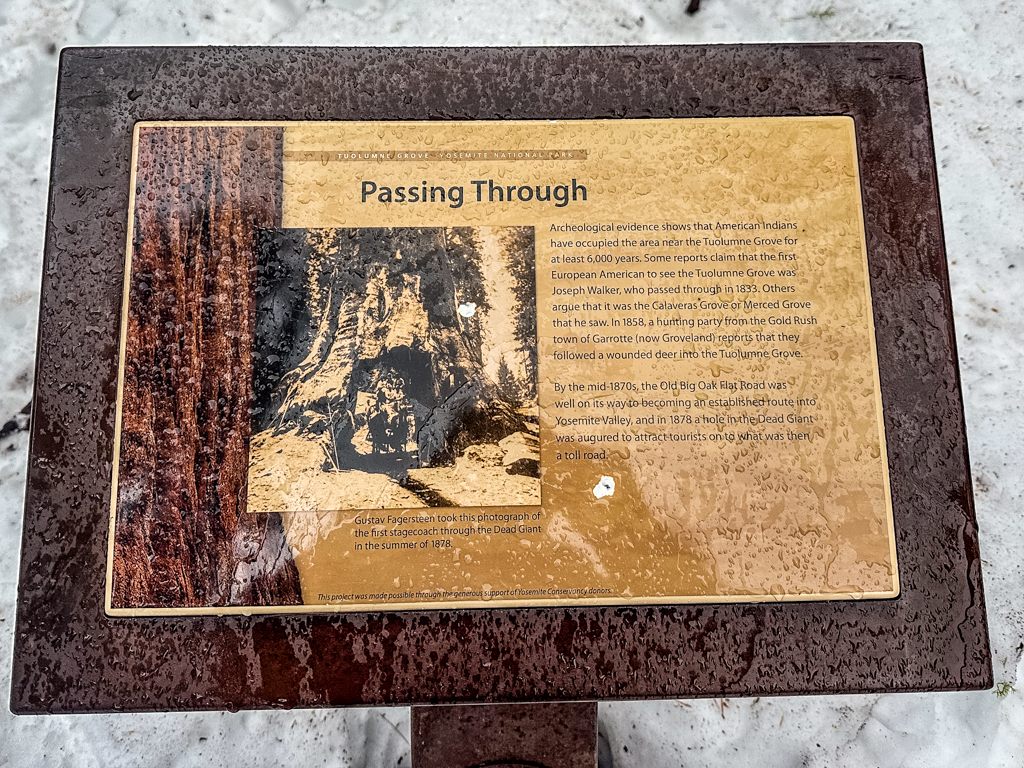 TUOLUMNE GROVE YOSEMITE NATIONAL PARK
Passing Through
Archeological evidence shows that American Indians
have occupied the area near the Tuolumne Grove for
at least 6,000 years. Some reports claim that the first
European American to see the Tuolumne Grove was
Joseph Walker, who passed through in 1833. Others
argue that it was the Calaveras Grove or Merced Grove
that he saw. In 1858, a hunting party from the Gold Rush
town of Garrotte (now Groveland) reports that they
followed a wounded deer into the Tuolumne Grove.
By the mid-1870s, the Old Big Oak Flat Road was
well on its way to becoming an established route into
Yosemite Valley, and in 1878 a hole in the Dead Giant
was augured to attract tourists on to what was then
a toll road.
Gustav Fagersteen took this photograph of
the first stagecoach through the Dead Giant
in the summer of 1878.
This project was made possible through the generous support of Yosemite Conservancy donors.